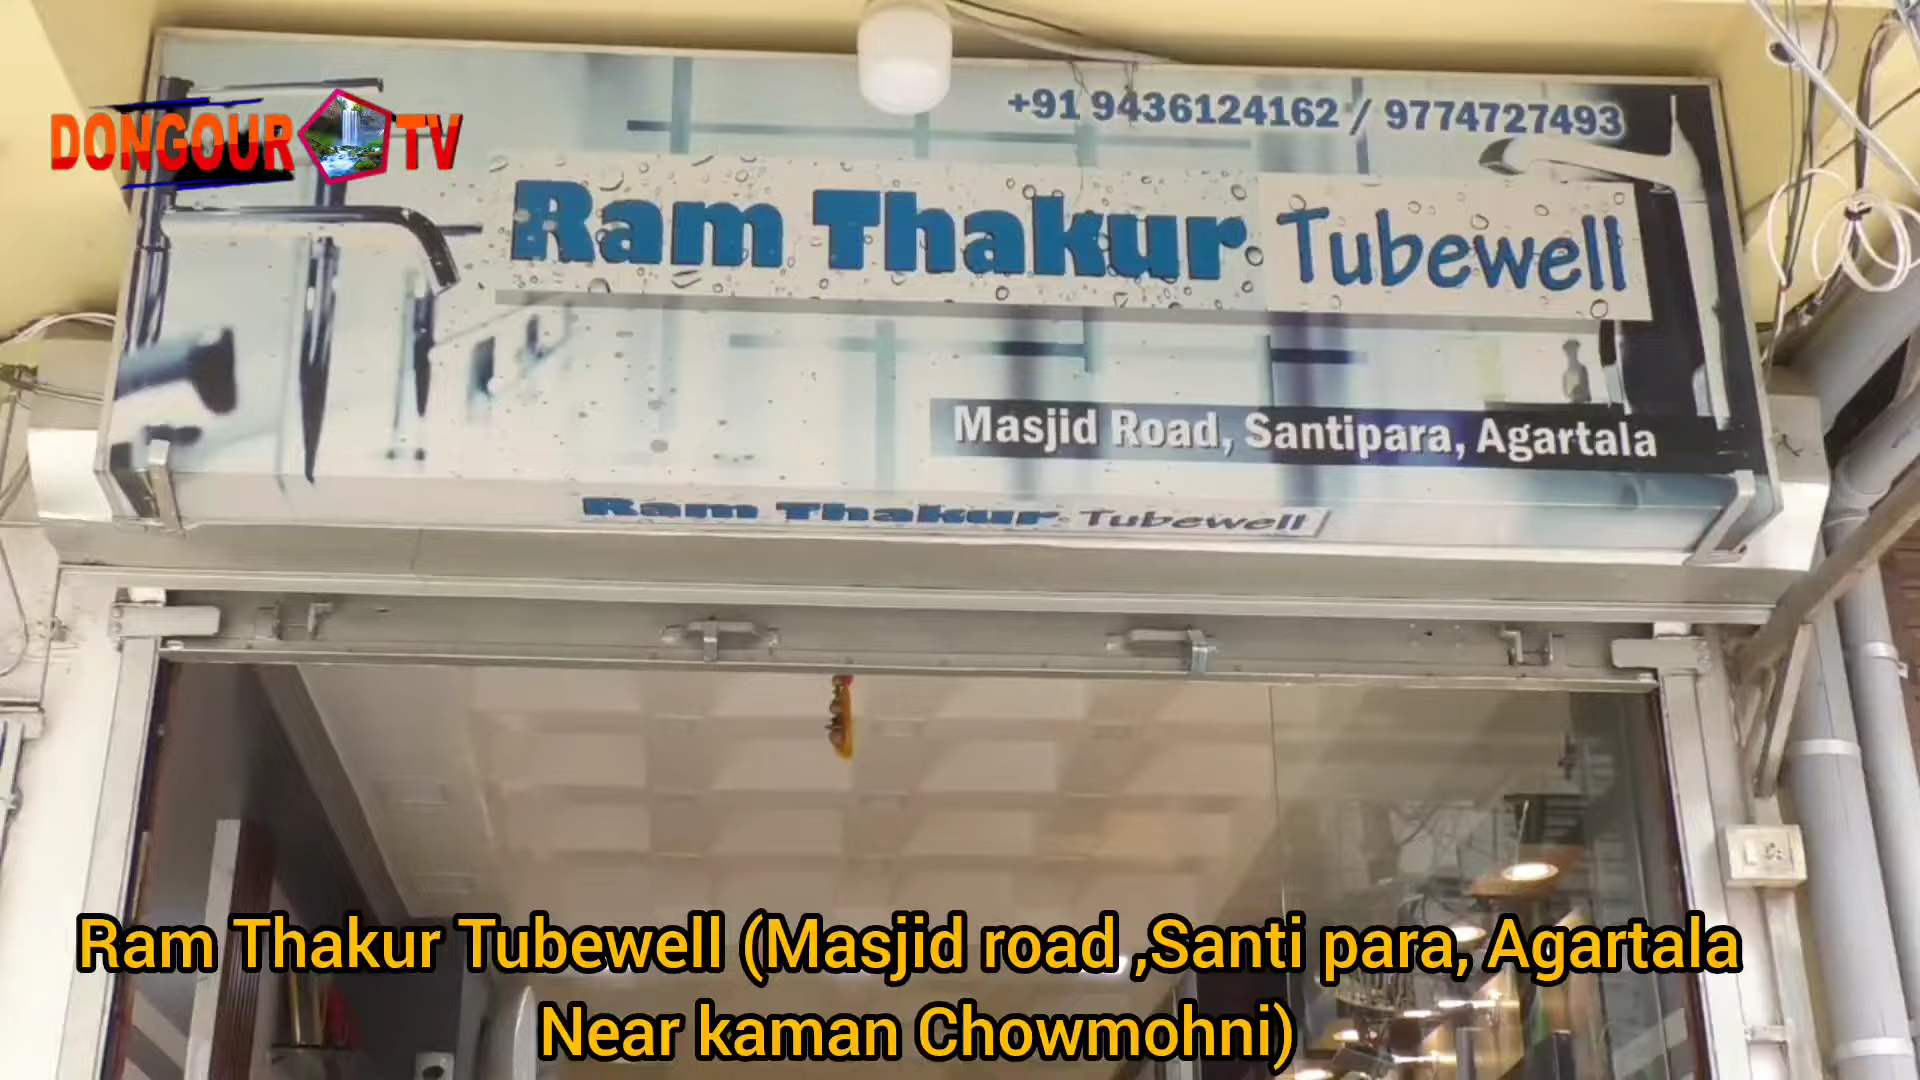 +91 9436124162 / 9774727493
DONGOUR TV
Ram Thakur Tubewell
Masjid Road, Santipara, Agartala
Ram Thakur Tubewell
Ram Thakur Tubewell (Masjid road ,Santi para, Agartala
Near kaman Chowmohni)